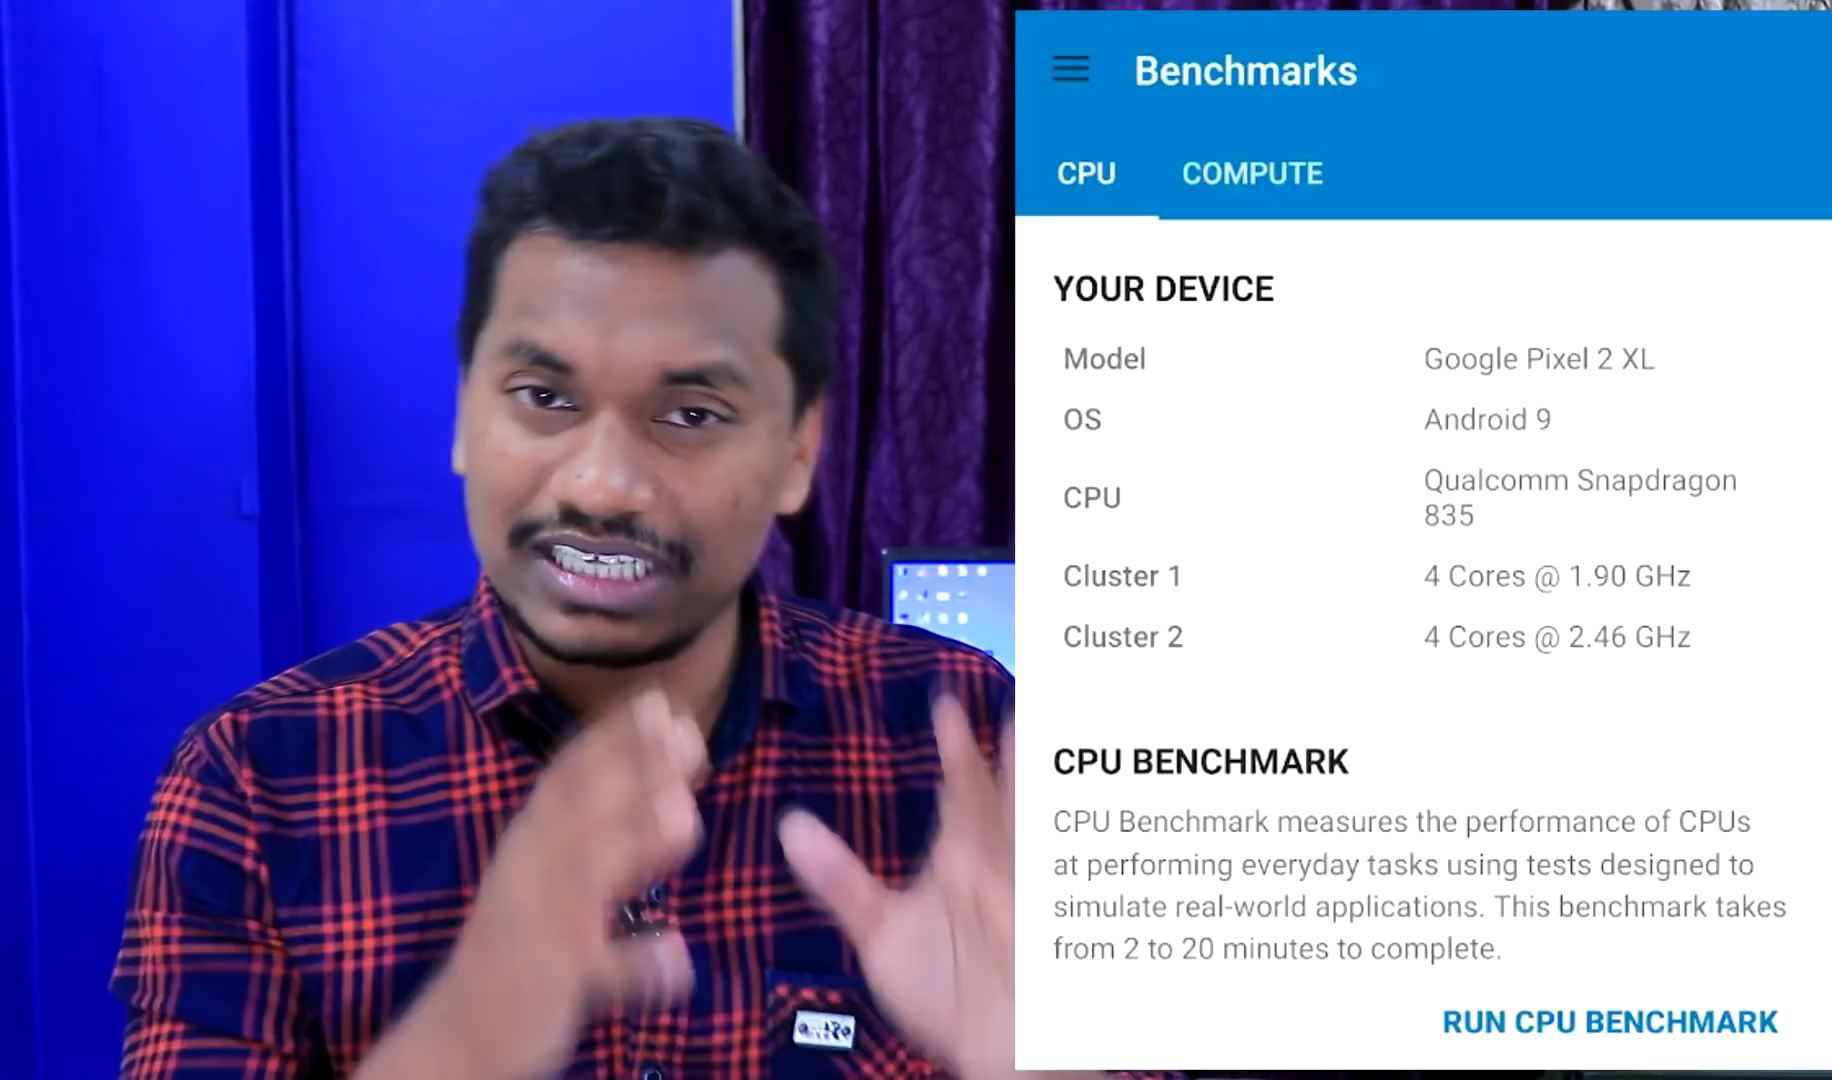 Benchmarks
CPU COMPUTE
YOUR DEVICE
Model Google Pixel 2 XL
OS Android 9
CPU Qualcomm Snapdragon
835
Cluster 1 4 Cores @ 1.90 GHz
Cluster 2 4 Cores @ 2.46 GHz
CPU BENCHMARK
CPU Benchmark measures the performance of CPUs
at performing everyday tasks using tests designed to
simulate real-world applications. This benchmark takes
from 2 to 20 minutes to complete.
RUN CPU BENCHMARK